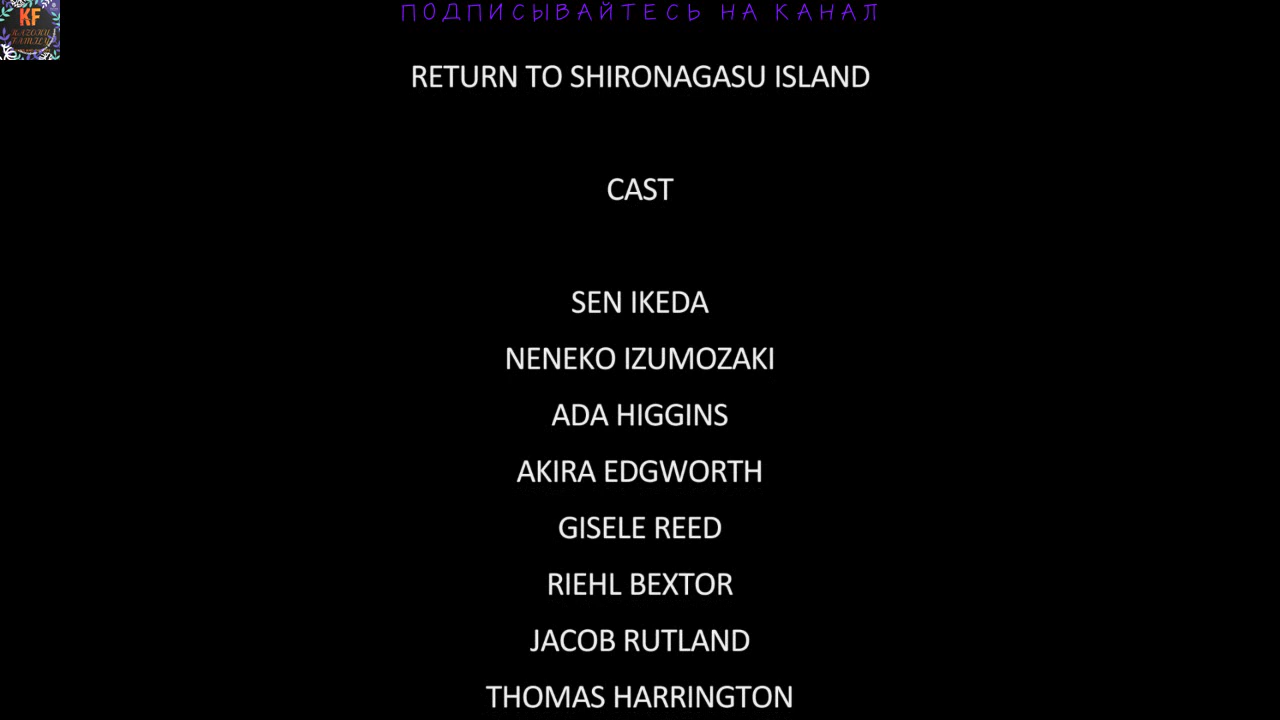 ПОДПИСЫВАЙТЕСЬ НА КАНАЛ
KF
FAMILY
RETURN TO SHIRONAGASU ISLAND
CAST
SEN IKEDA
NENEKO IZUMOZAKI
ADA HIGGINS
AKIRA EDGWORTH
GISELE REED
RIEHL BEXTOR
JACOB RUTLAND
THOMAS HARRINGTON